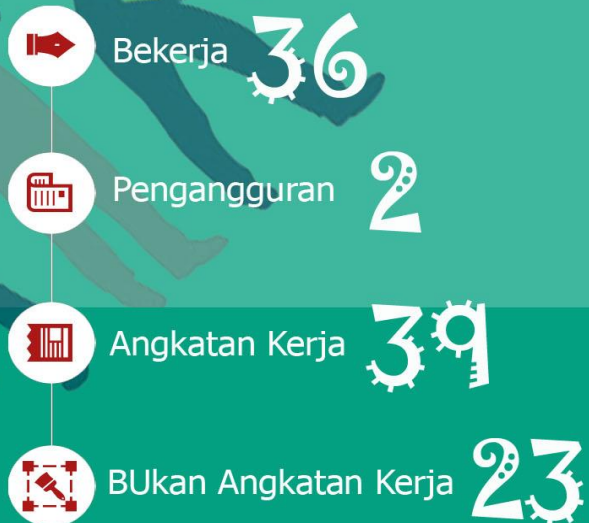 Bekerja 36
Pengangguran 2
Angkatan Kerja 39
BUkan Angkatan Kerja 23